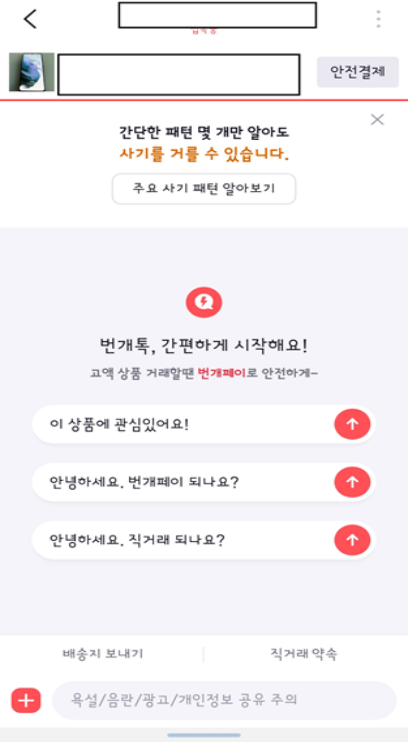 안전결제
간단한 패턴 몇 개만 알아도
사기를 거를 수 있습니다.
주요 사기 패턴 알아보기
번개톡, 간편하게 시작해요!
고액 상품 거래할땐 번개페이로 안전하게~
이 상품에 관심있어요!
안녕하세요. 번개페이 되나요?
안녕하세요. 직거래 되나요?
배송지 보내기
직거래 약속
욕설/음란/광고/개인정보 공유 주의